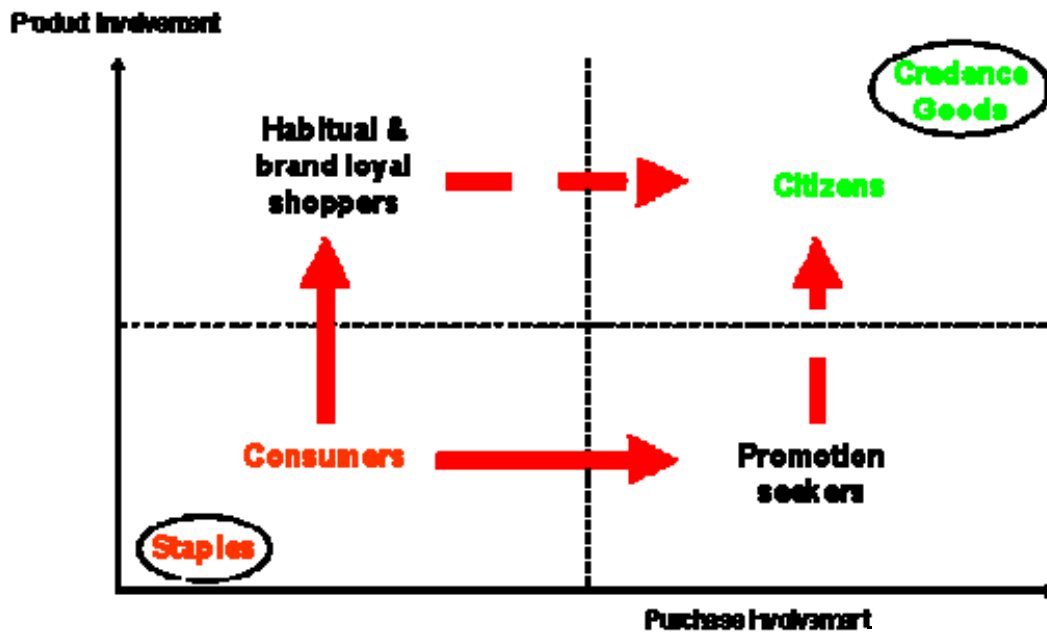 Product Involvement
Credence
Goods
Habitual &
brand loyal
shoppers
Citizens
Consumers
Promotion
seekers
Staples
Purchase Involvement